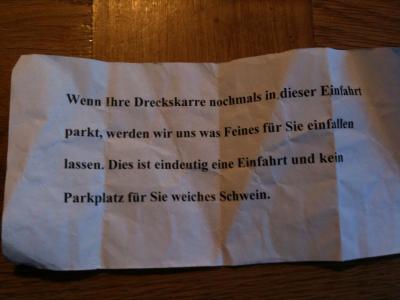 Wenn Ihre Dreckskarre nochmals in dieser Einfahrt
parkt, werden wir uns was Feines für Sie einfallen
lassen. Dies ist eindeutig eine Einfahrt und kein
Parkplatz für Sie weiches Schwein.